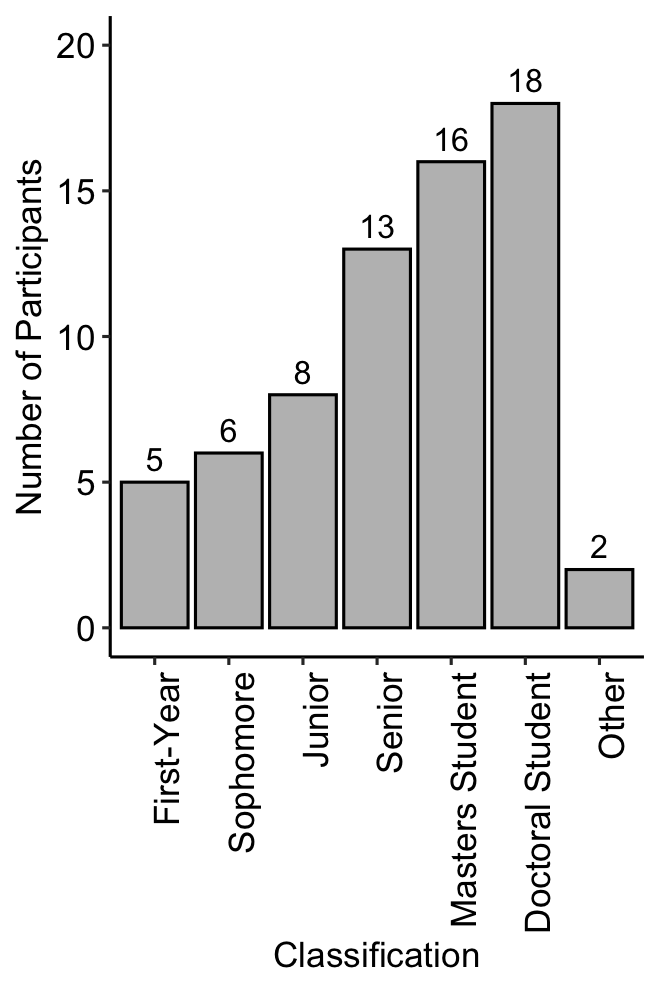 20
15
10
5
0
Number of Participants
5
6
8
13
16
18
2
First-Year
Sophomore
Junior
Senior
Masters Student
Doctoral Student
Other
Classification